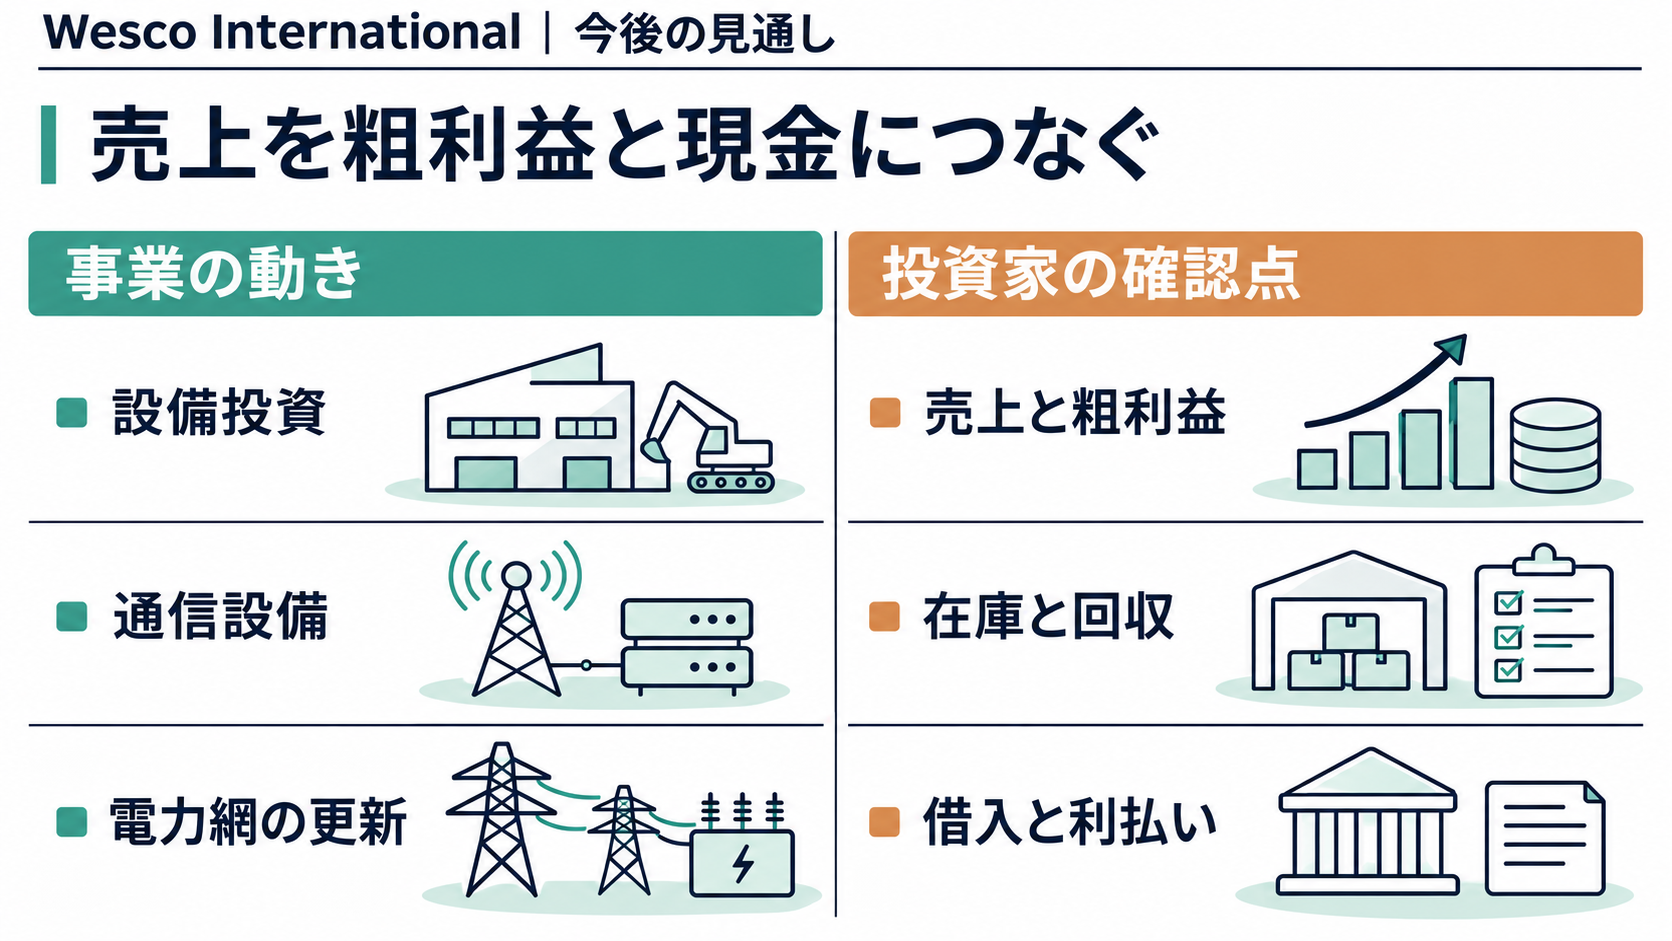 Wesco International | 今後の見通し
売上を粗利益と現金につなぐ
事業の動き
設備投資
通信設備
電力網の更新
投資家の確認点
売上と粗利益
在庫と回収
借入と利払い